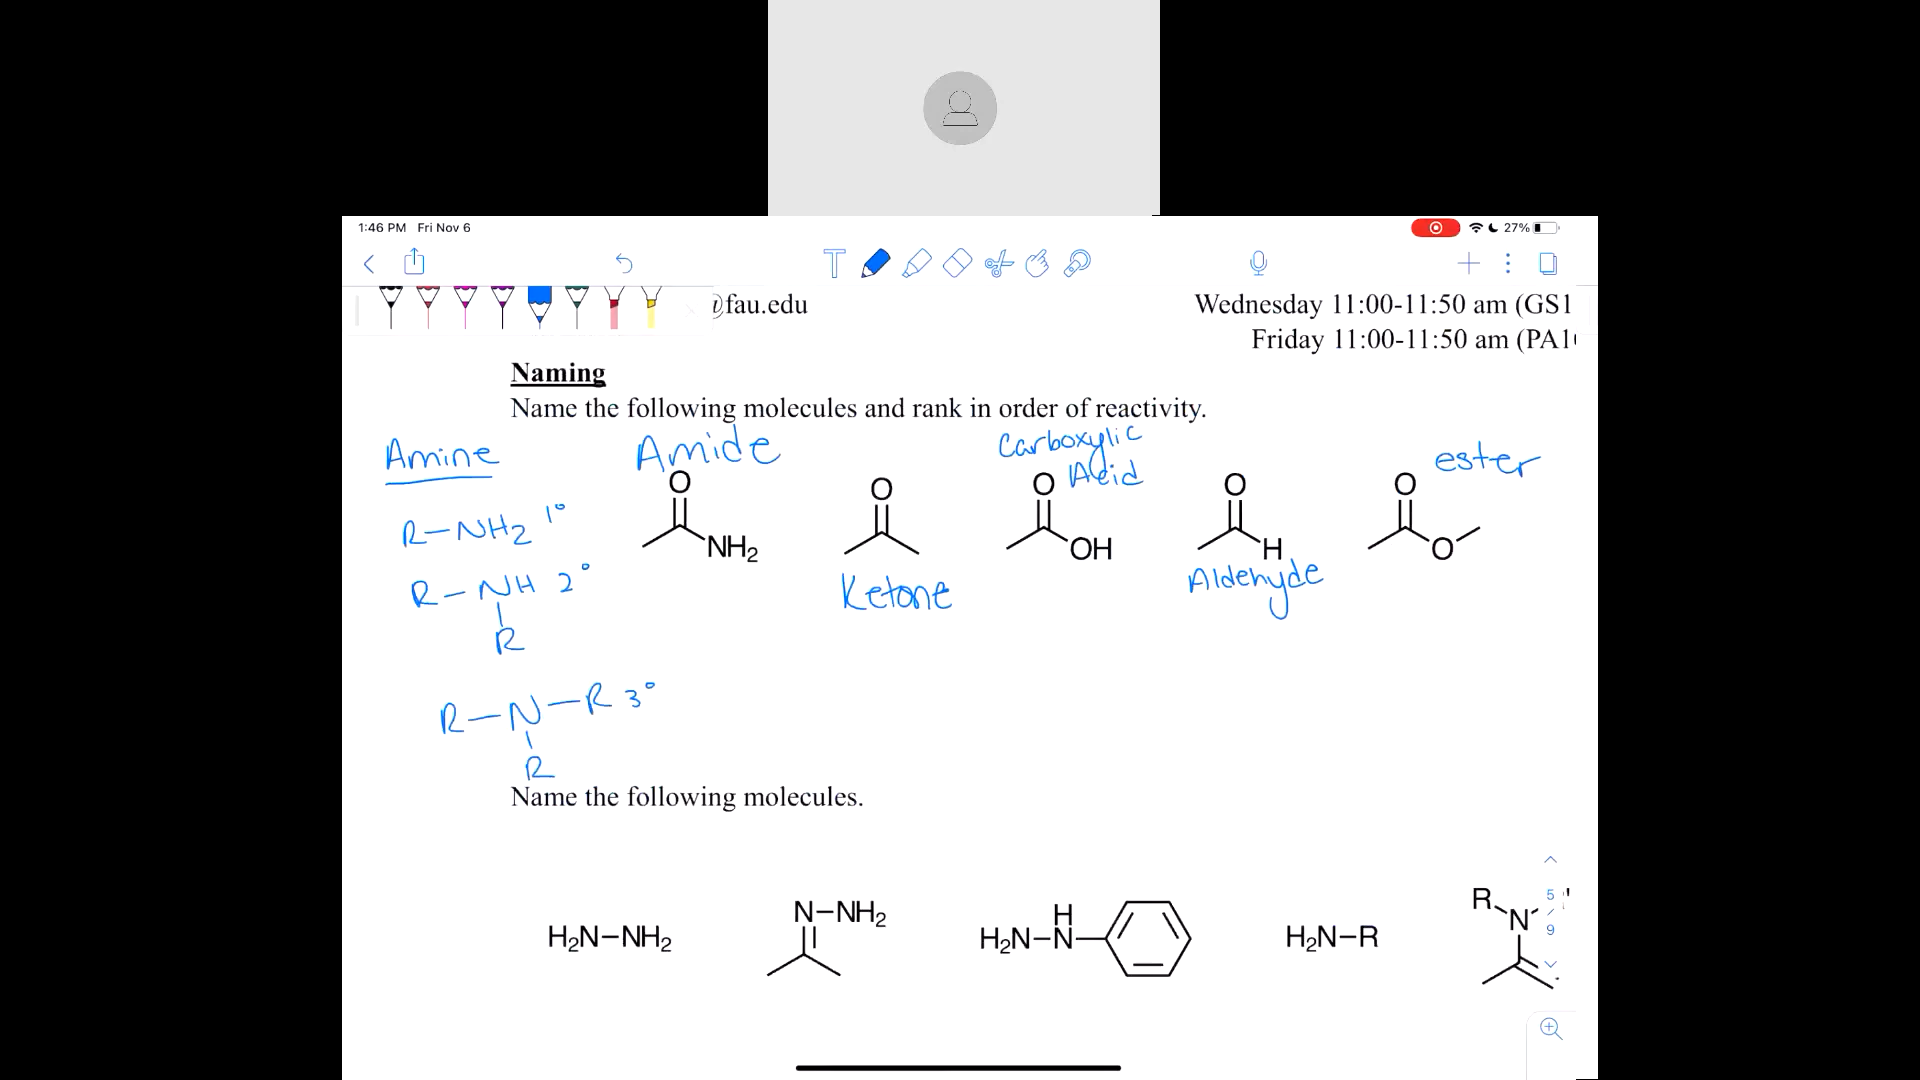 1:46 PM Fri Nov 6
27%
T
@fau.edu
Wednesday 11:00-11:50 am (GS1
Friday 11:00-11:50 am (PA1
Naming
Name the following molecules and rank in order of reactivity.
Amine
Amide
Carboxylic
Acid
ester
O
O
O
O
O
R-NH2 1°
NH₂
OH
H
O
Ketone
Aldehyde
R-NH 2°
R
R-N-R 3°
R
Name the following molecules.
H₂N-NH₂
N-NH₂
H
H₂N-N
H₂N-R
R
N
5
9